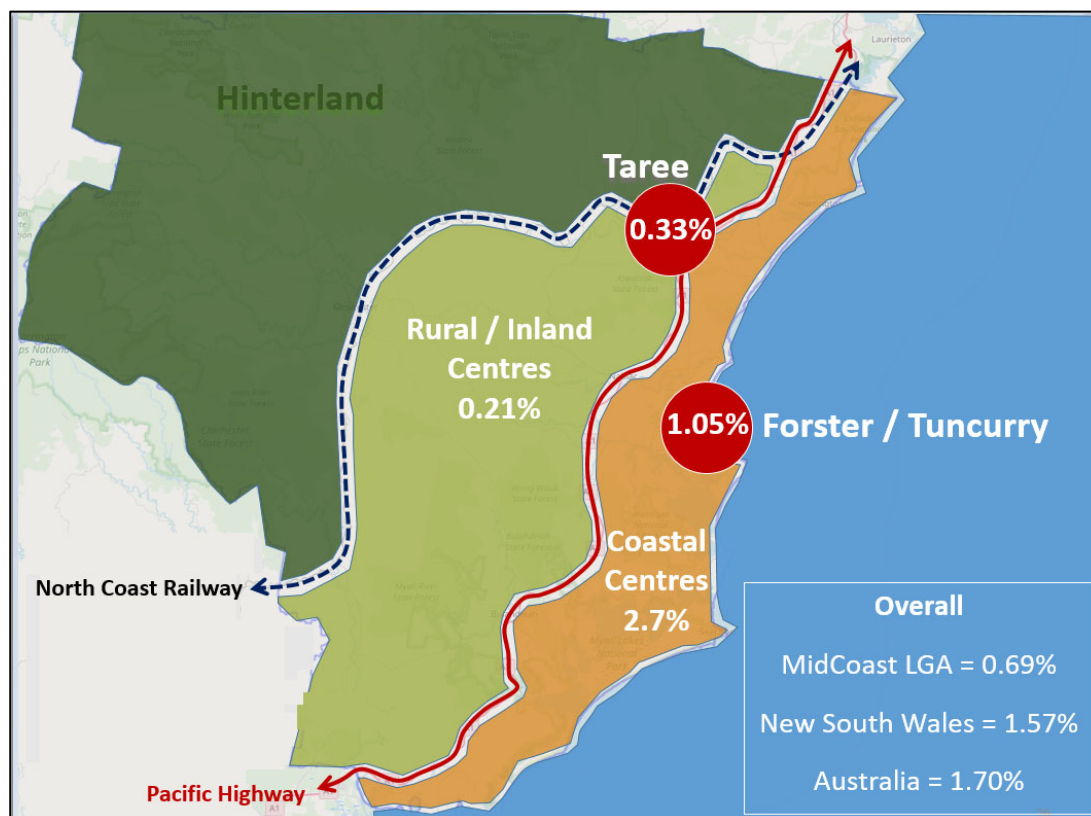 Laurieton
Hinterland
Taree
0.33%
Rural / Inland
Centres
0.21%
1.05%
Forster / Tuncurry
Coastal
Centres
2.7%
North Coast Railway
Pacific Highway
A1
Overall
MidCoast LGA = 0.69%
New South Wales = 1.57%
Australia = 1.70%